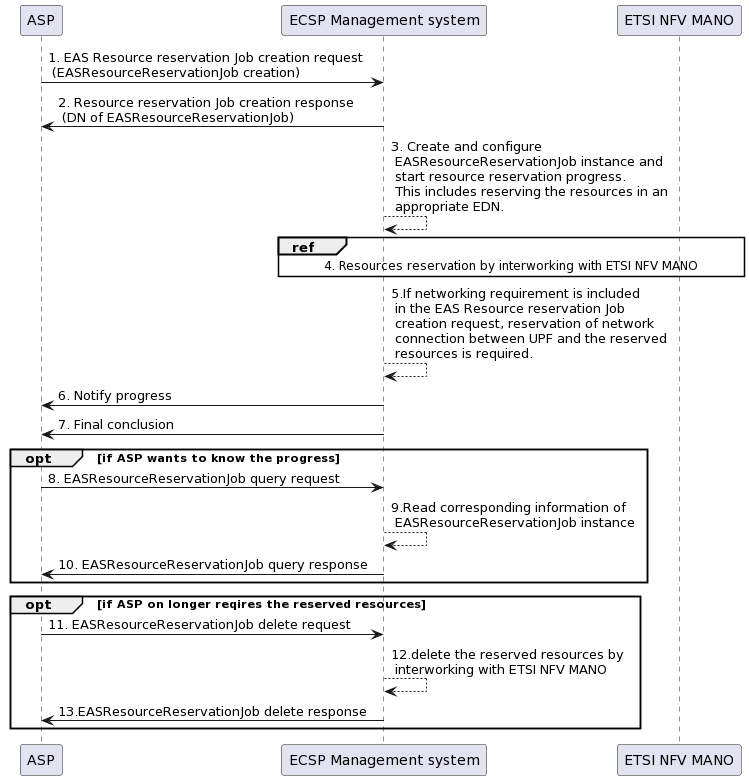 ASP
ECSP Management system
ETSI NFV MANO
1. EAS Resource reservation Job creation request
(EASResourceReservationJob creation)
2. Resource reservation Job creation response
(DN of EASResourceReservationJob)
3. Create and configure
EASResourceReservationJob instance and
start resource reservation progress.
This includes reserving the resources in an
appropriate EDN.
ref
4. Resources reservation by interworking with ETSI NFV MANO
5.If networking requirement is included
in the EAS Resource reservation Job
creation request, reservation of network
connection between UPF and the reserved
resources is required.
6. Notify progress
7. Final conclusion
opt [if ASP wants to know the progress]
8. EASResourceReservationJob query request
9.Read corresponding information of
EASResourceReservationJob instance
10. EASResourceReservationJob query response
opt [if ASP on longer reqires the reserved resources]
11. EASResourceReservationJob delete request
12.delete the reserved resources by
interworking with ETSI NFV MANO
13.EASResourceReservationJob delete response
ASP
ECSP Management system
ETSI NFV MANO